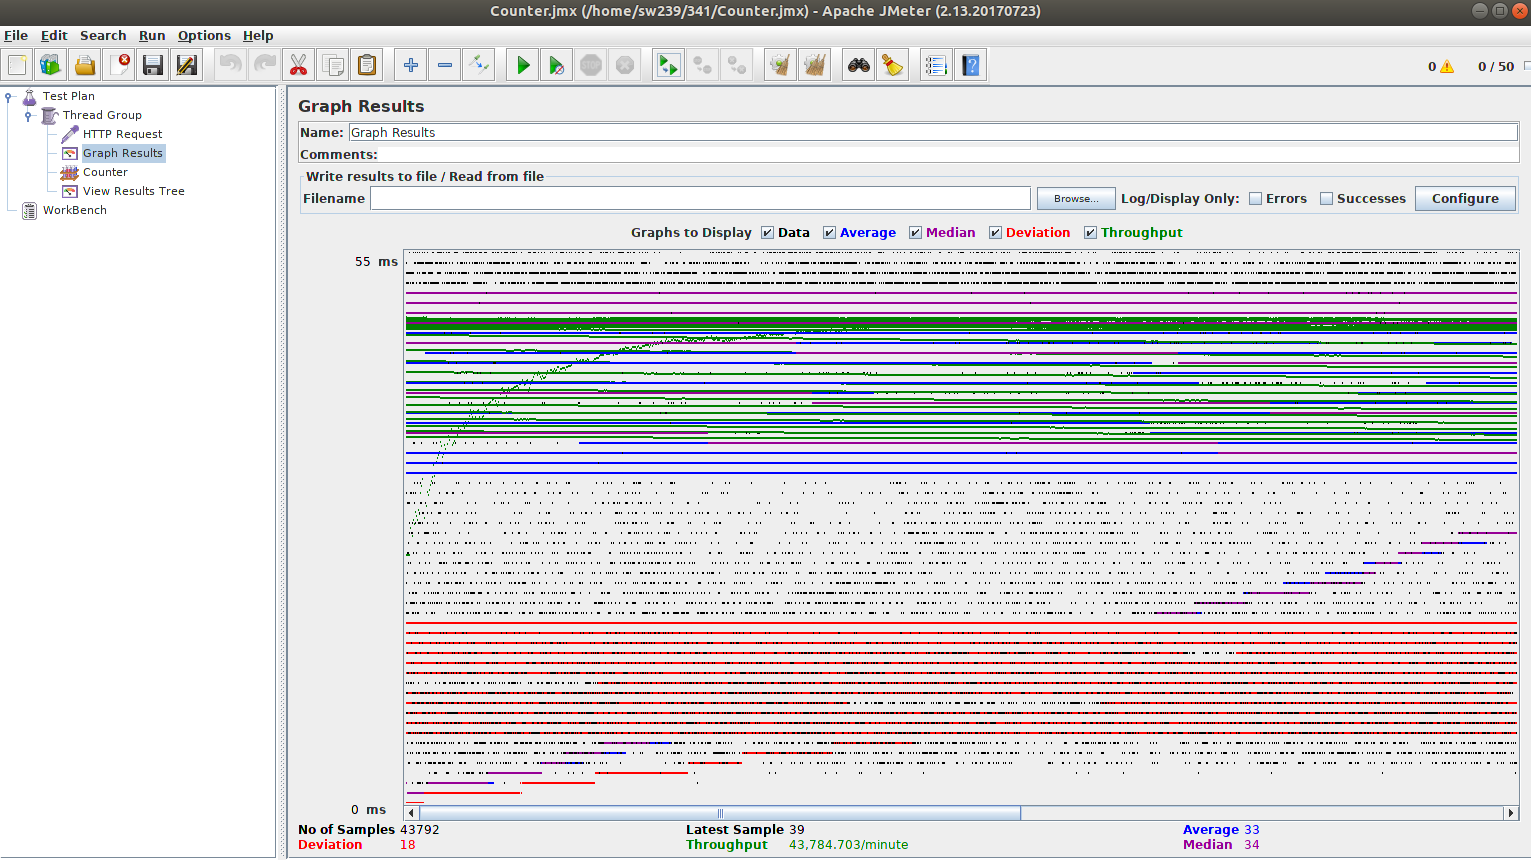 Counter.jmx (/home/sw239/341/Counter.jmx) - Apache JMeter (2.13.20170723)
File Edit Search Run Options Help
STOP
0 0 / 50
Test Plan
Thread Group
HTTP Request
Graph Results
Counter
View Results Tree
WorkBench
Graph Results
Name: Graph Results
Comments:
Write results to file / Read from file
Filename Browse... Log/Display Only: Errors Successes Configure
Graphs to Display Data Average Median Deviation Throughput
55 ms
0 ms
No of Samples 43792 Latest Sample 39 Average 33
Deviation 18 Throughput 43,784.703/minute Median 34